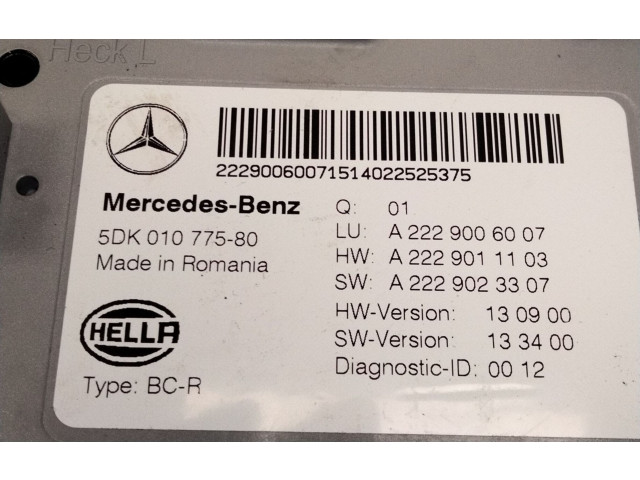 Heck L
22290060071514022525375
Mercedes-Benz
5DK 010 775-80
Made in Romania
HELLA
Type: BC-R
Q: 01
LU: A 222 900 60 07
HW: A 222 901 11 03
SW: A 222 902 33 07
HW-Version: 13 09 00
SW-Version: 13 34 00
Diagnostic-ID: 00 12